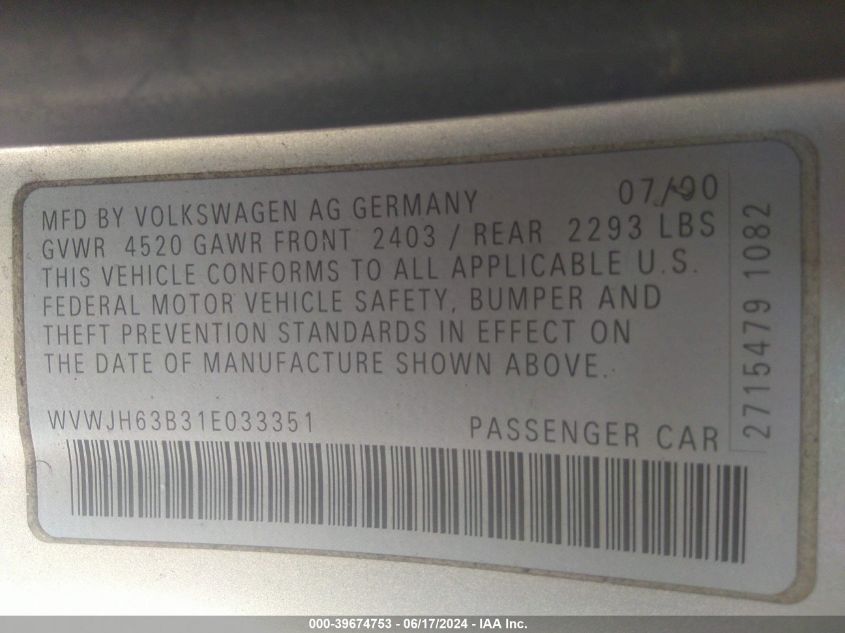 07/00
MFD BY VOLKSWAGEN AG GERMANY
GVWR 4520 GAWR FRONT 2403 / REAR 2293 LBS
THIS VEHICLE CONFORMS TO ALL APPLICABLE U.S.
FEDERAL MOTOR VEHICLE SAFETY, BUMPER AND
THEFT PREVENTION STANDARDS IN EFFECT ON
THE DATE OF MANUFACTURE SHOWN ABOVE.
WVWJH63B31E033351 PASSENGER CAR
2715479 1082
000-39674753 - 06/17/2024 - IAA Inc.